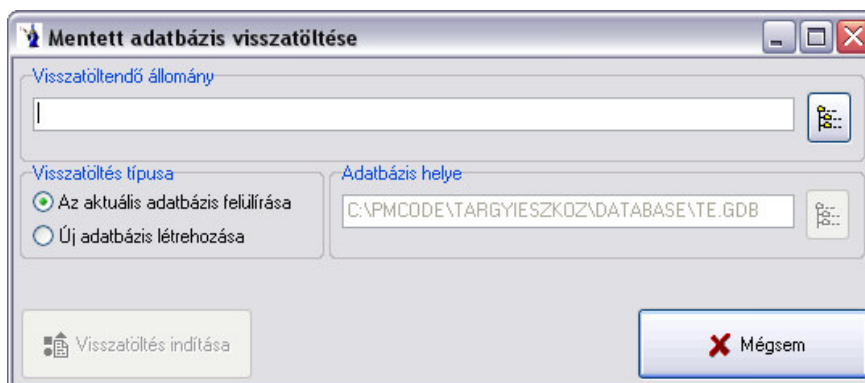 Mentett adatbázis visszatöltése
Visszatöltendő állomány
Visszatöltés típusa
Az aktuális adatbázis felülírása
Új adatbázis létrehozása
Adatbázis helye
C:\PMCODE\TARGYIESZKOZ\DATABASE\TE.GDB
Visszatöltés indítása
Mégsem